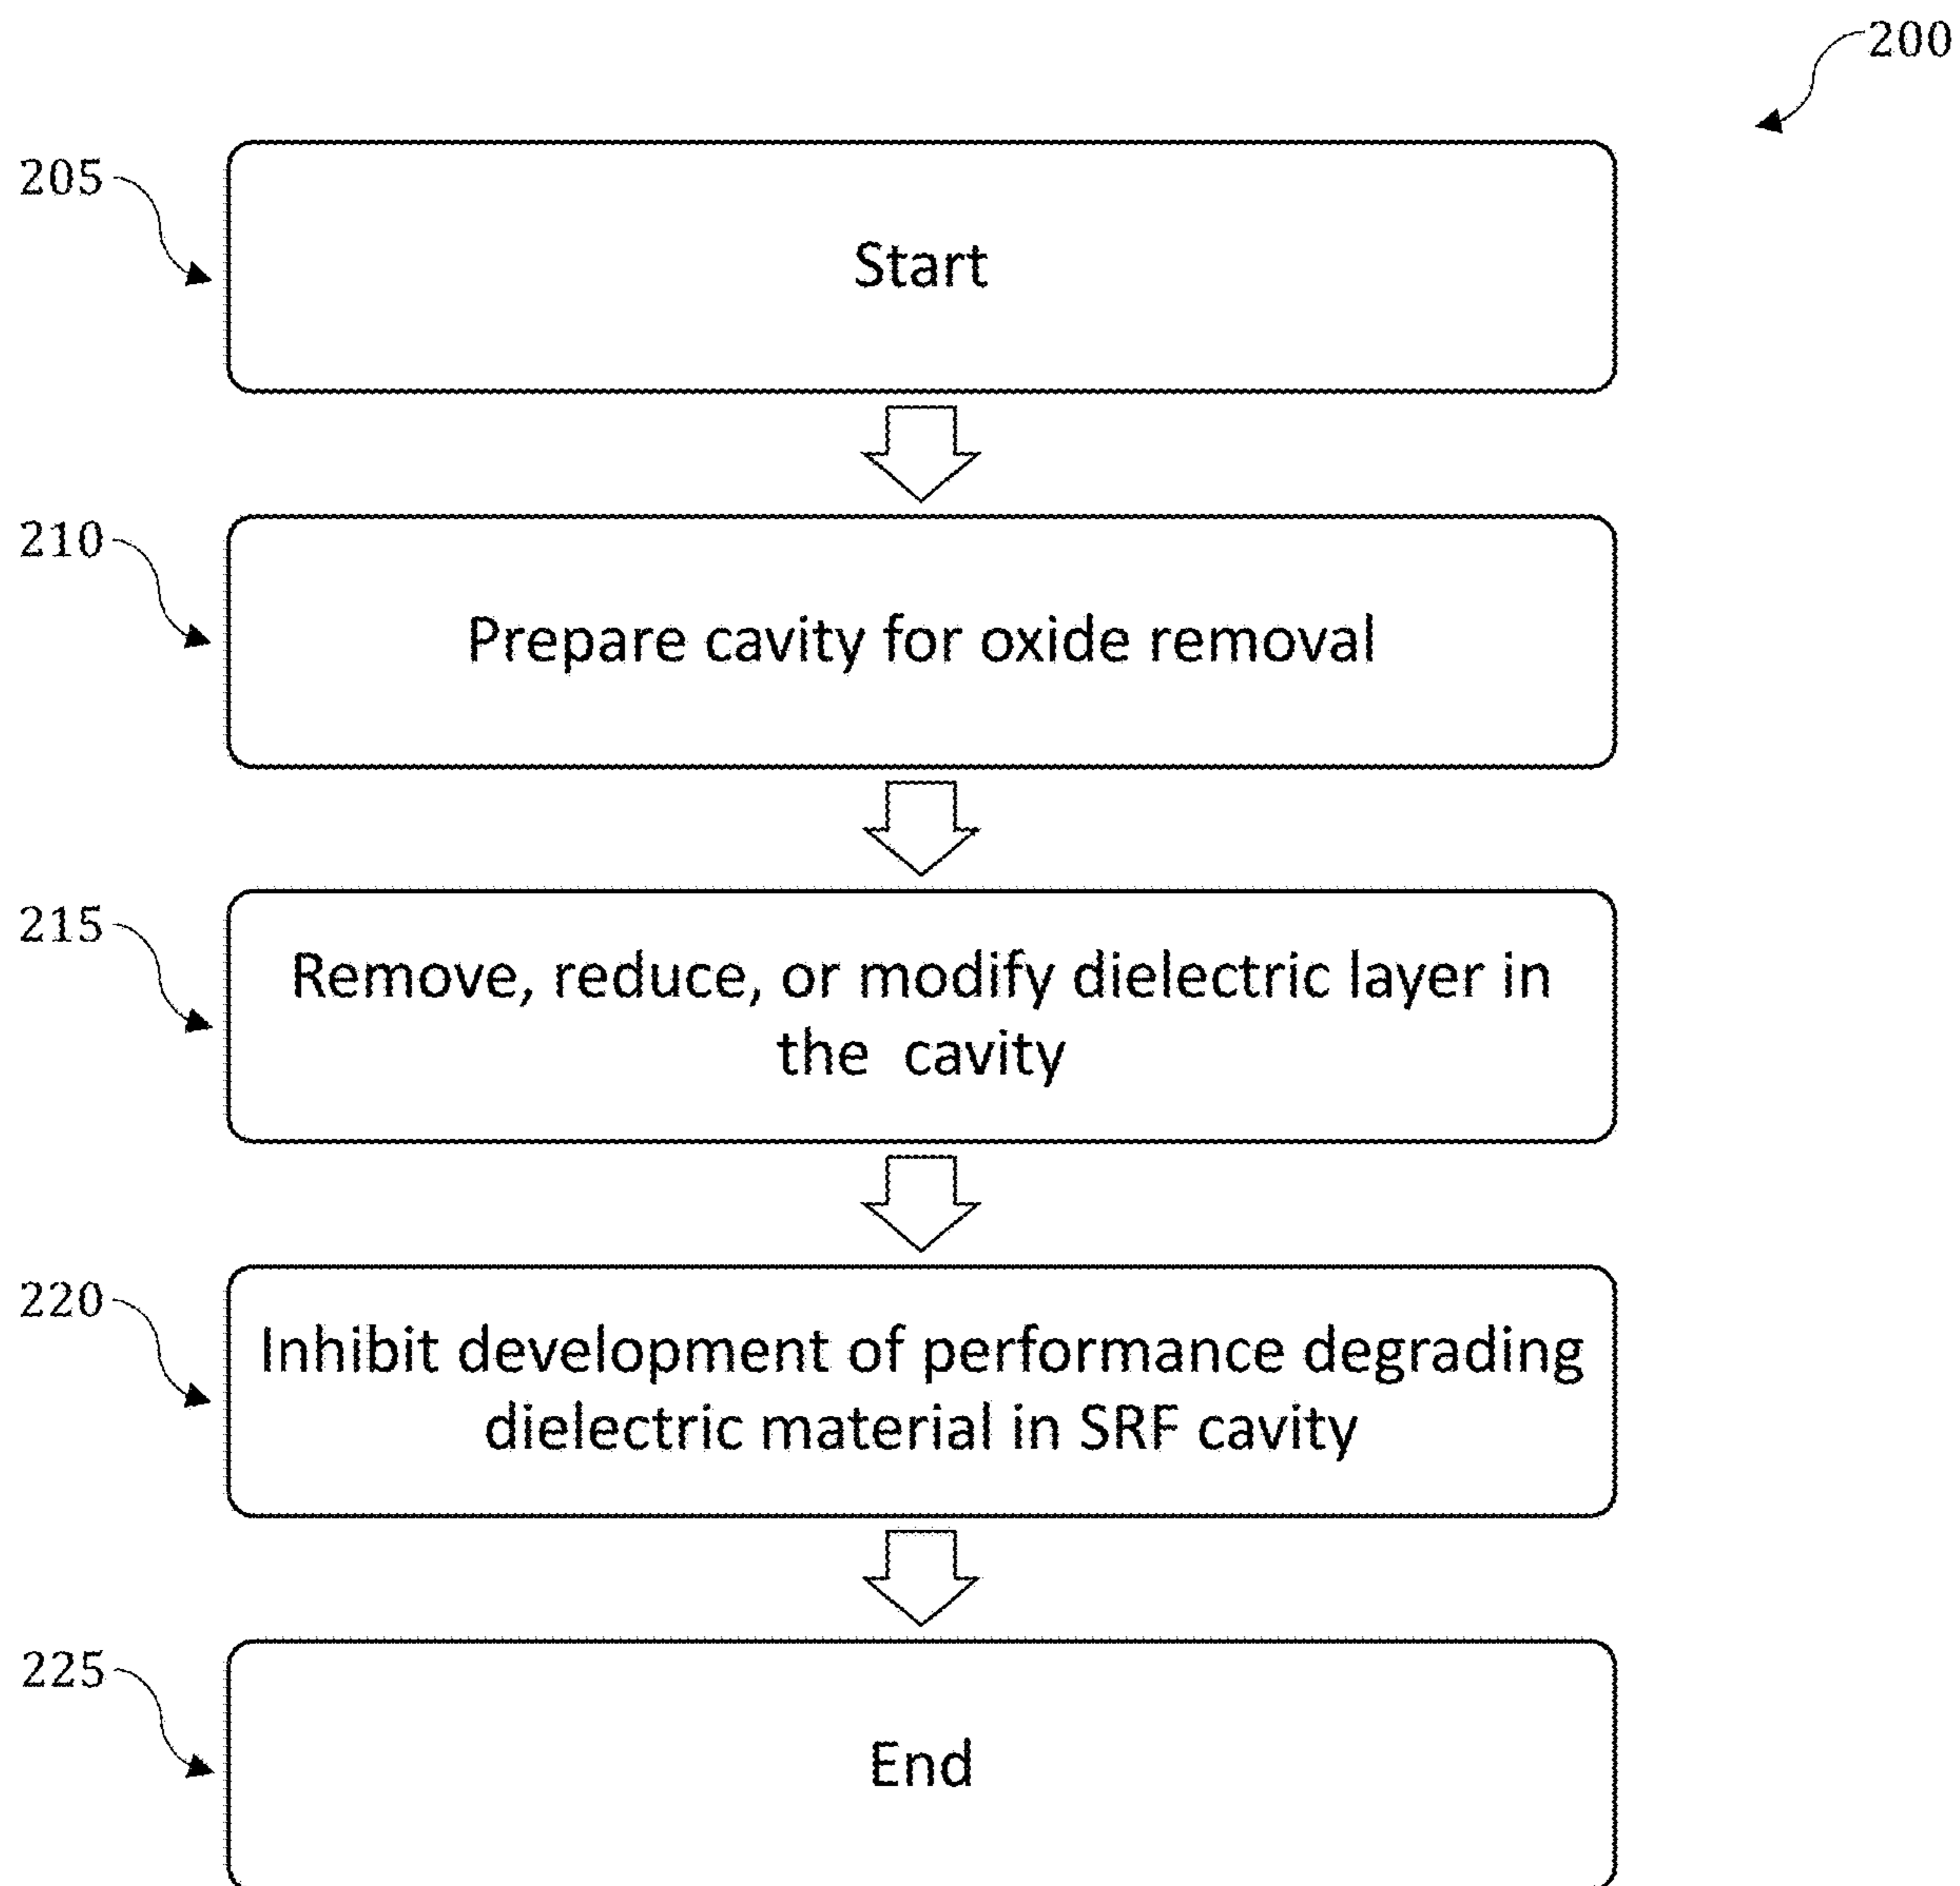 200
205
Start
210
Prepare cavity for oxide removal
215
Remove, reduce, or modify dielectric layer in
the cavity
220
Inhibit development of performance degrading
dielectric material in SRF cavity
225
End